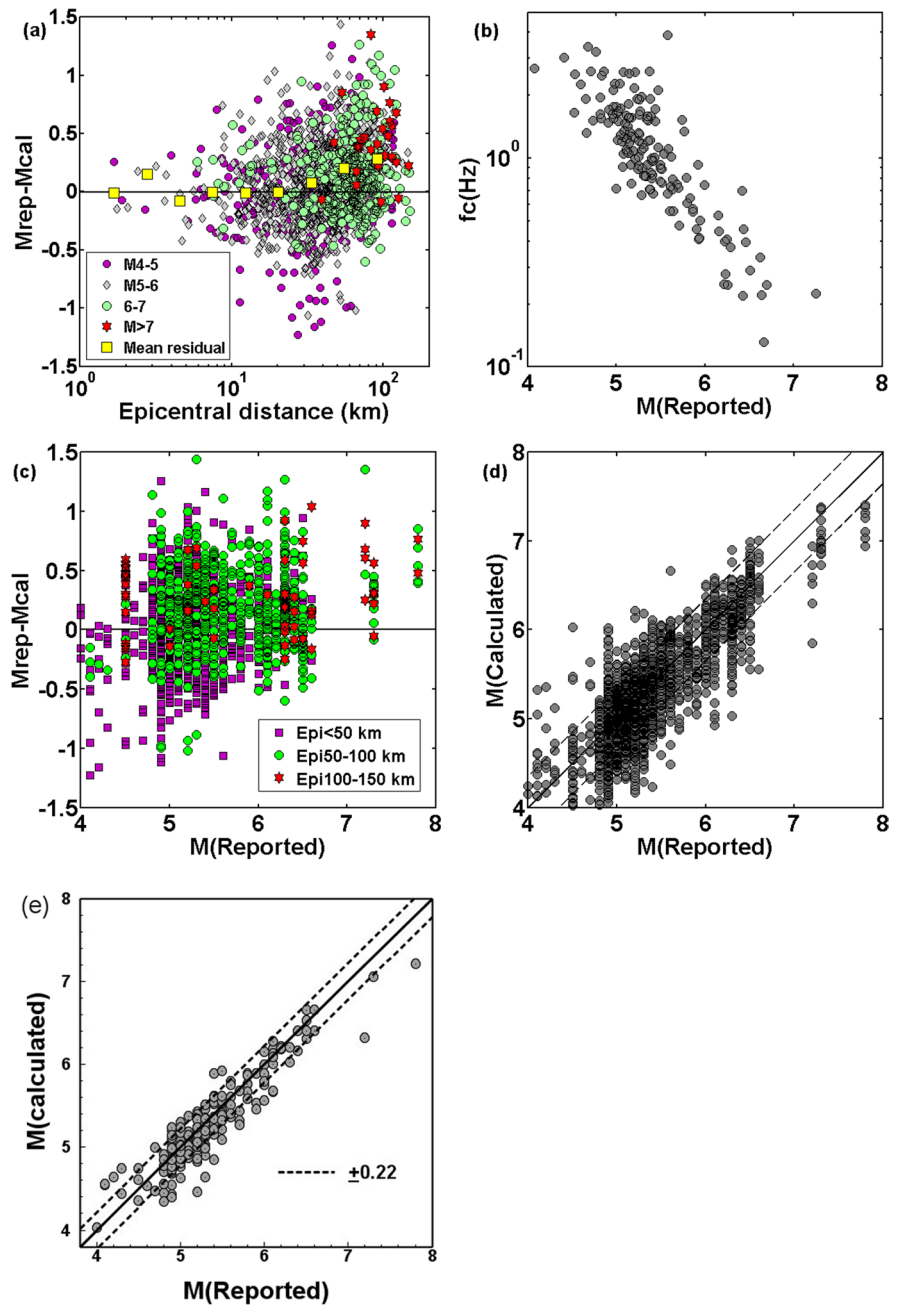 (a)
1.5
1
0.5
0
-0.5
-1
-1.5
Mrep-Mcal
M4-5
M5-6
6-7
M>7
Mean residual
10^0
10^1
10^2
Epicentral distance (km)
(b)
10^0
10^-1
fc(Hz)
4
5
6
7
8
M(Reported)
(c)
1.5
1
0.5
0
-0.5
-1
-1.5
Mrep-Mcal
Epi<50 km
Epi50-100 km
Epi100-150 km
4
5
6
7
8
M(Reported)
(d)
8
7
6
5
4
M(Calculated)
4
5
6
7
8
M(Reported)
(e)
8
7
6
5
4
M(calculated)
±0.22
4
5
6
7
8
M(Reported)